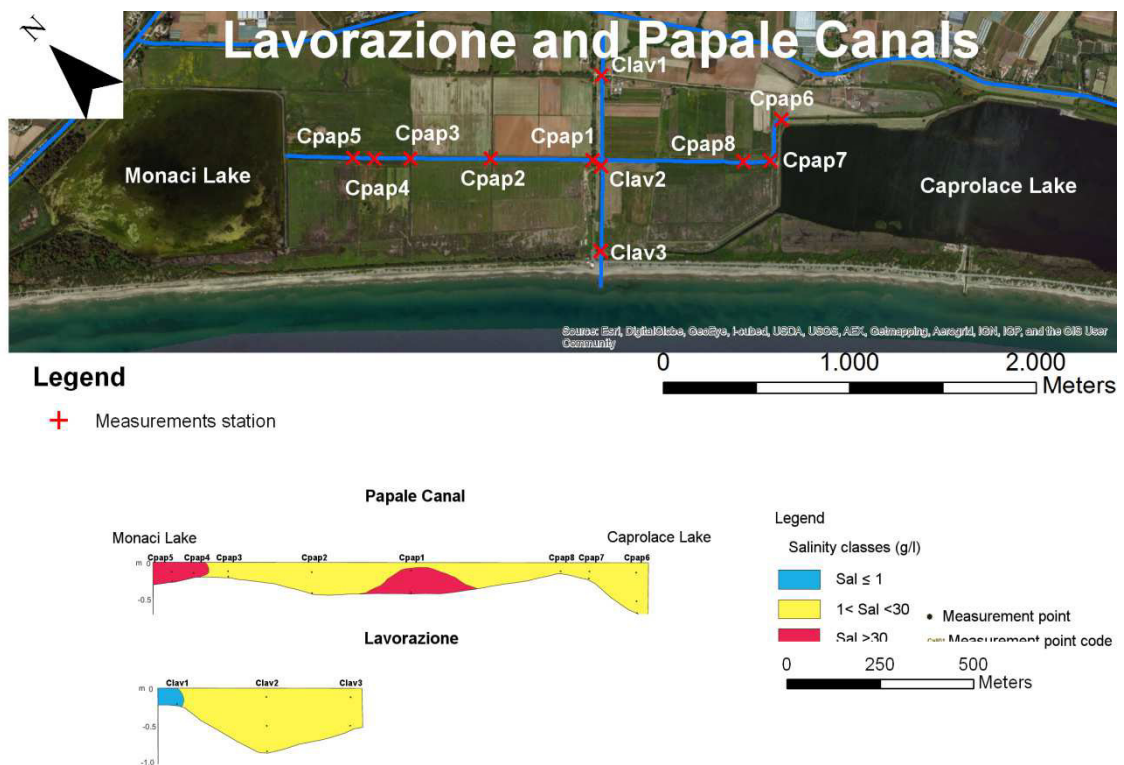 N
Lavorazione and Papale Canals
Clav1
Cpap6
Cpap5
Cpap3
Cpap1
Cpap8
Cpap7
Monaci Lake
Cpap4
Cpap2
Clav2
Caprolace Lake
Clav3
Source: Esri, DigitalGlobe, GeoEye, i-cubed, USDA, USGS, AEX, Getmapping, Aerogrid, IGN, IGP, and the GIS User
Community
Legend
0 1.000 2.000
Meters
Measurements station
Papale Canal
Monaci Lake
Caprolace Lake
Cpap5 Cpap4 Cpap3 Cpap2 Cpap1 Cpap8 Cpap7 Cpap6
m 0
-0.5
Lavorazione
Clav1 Clav2 Clav3
m 0
-0.5
-1.0
Legend
Salinity classes (g/l)
Sal ≤ 1
1< Sal <30
Sal >30
Measurement point
Measurement point code
0 250 500
Meters